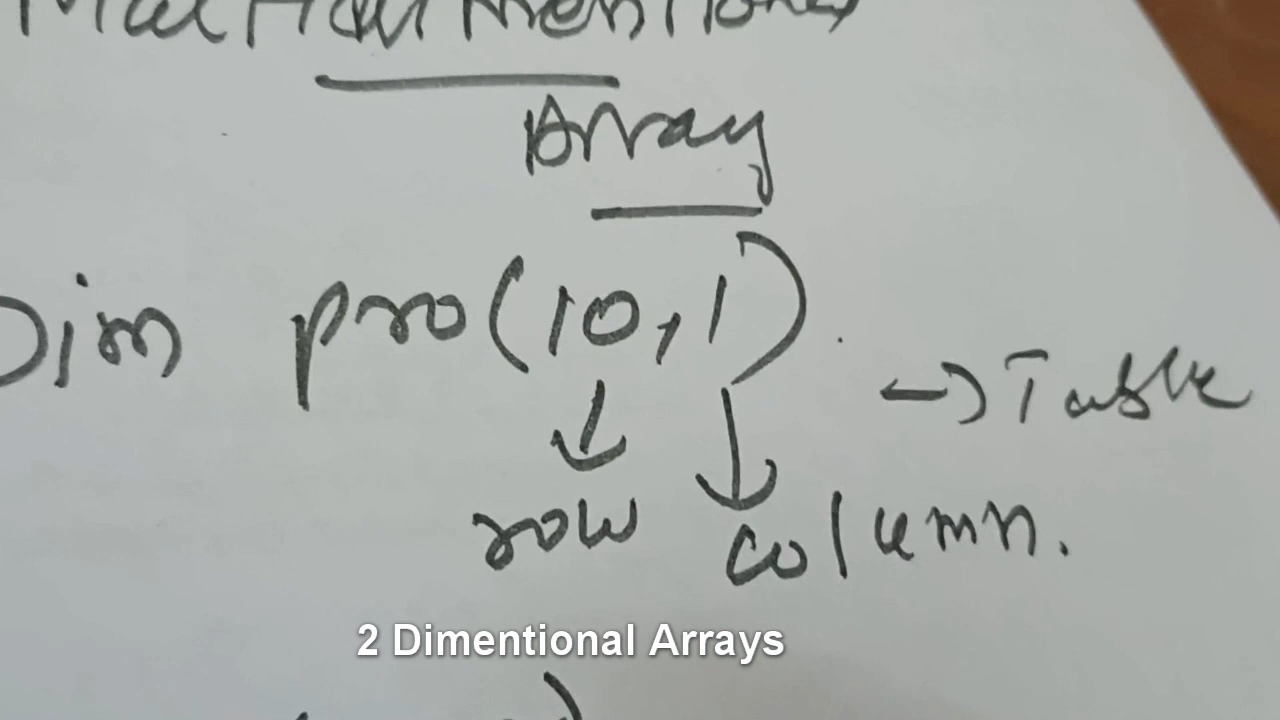 Array
Dim pro(10,1).
→ Table
row column.
2 Dimentional Arrays